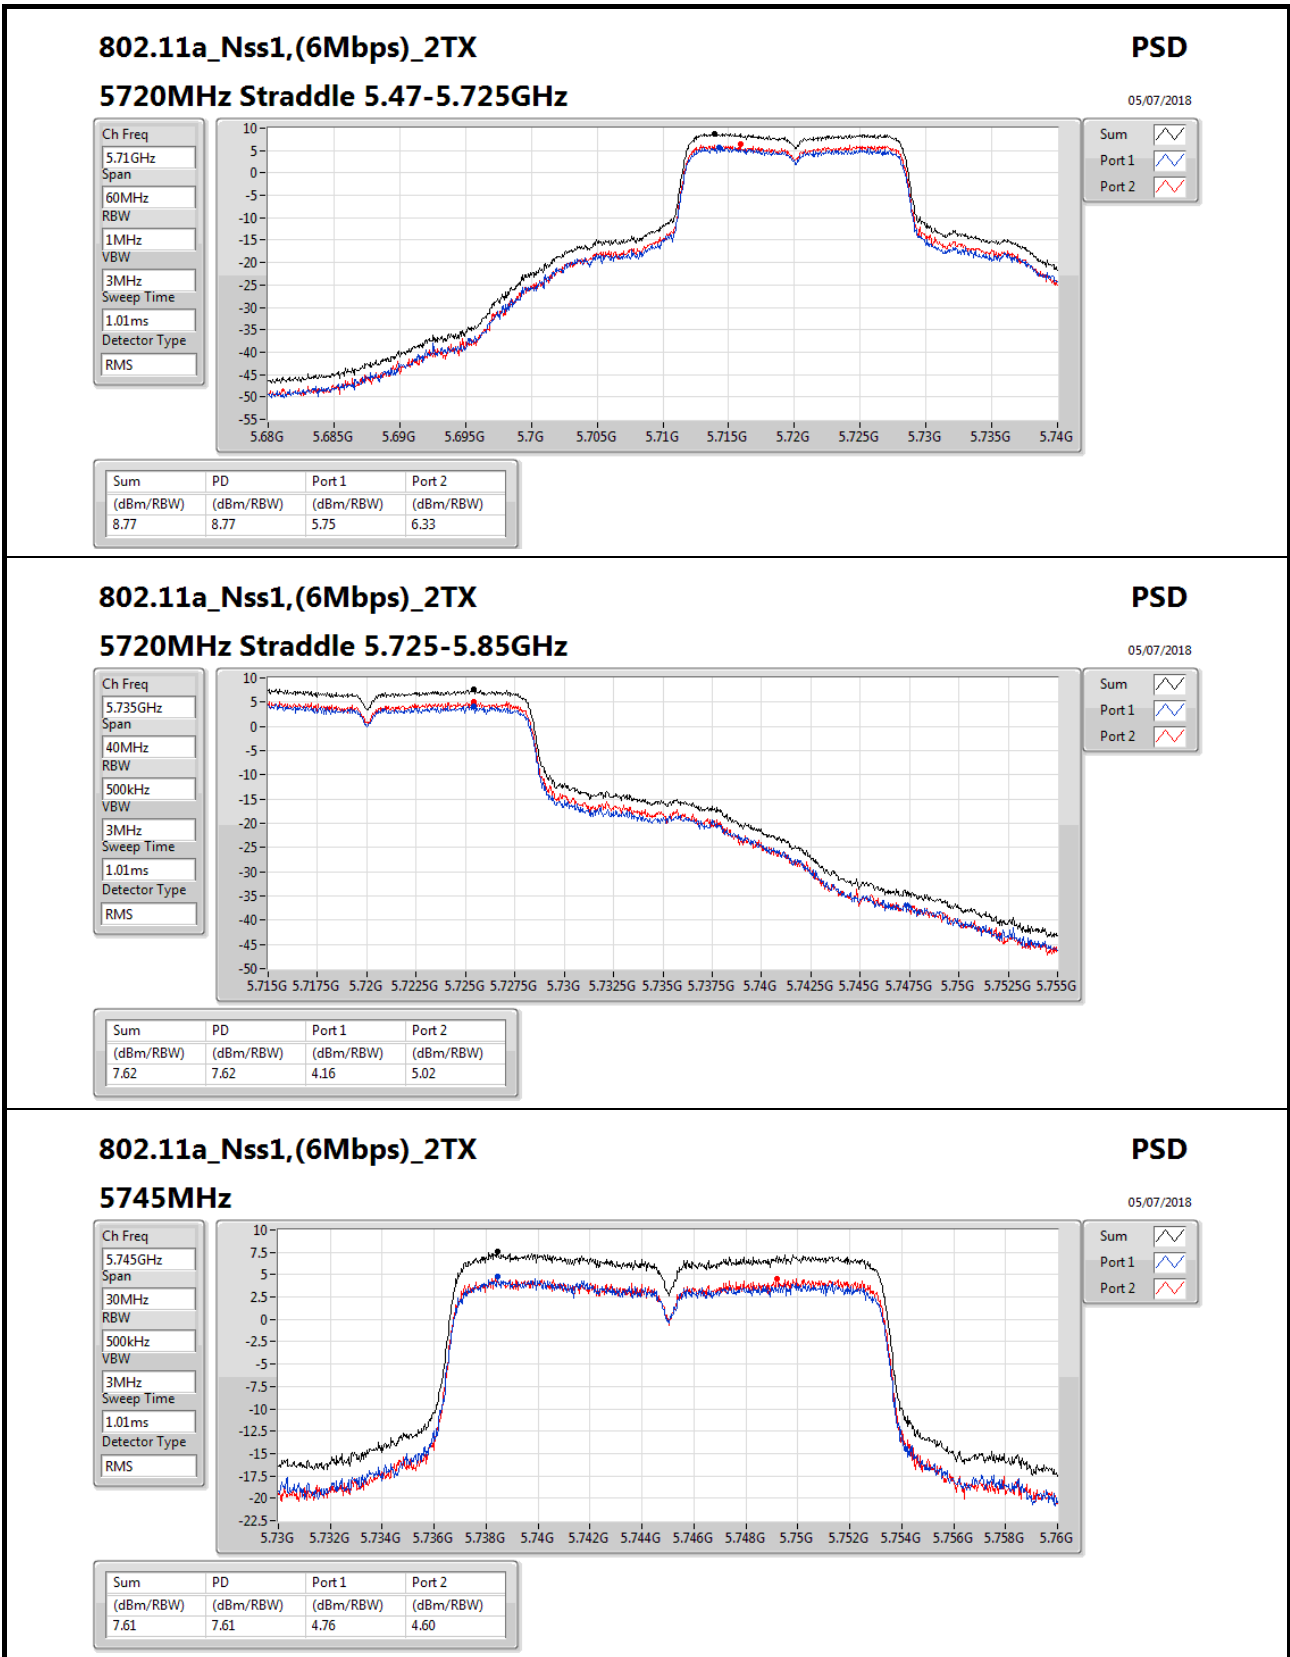 802.11a_Nss1,(6Mbps)_2TX PSD
5720MHz Straddle 5.47-5.725GHz 05/07/2018
Ch Freq
5.71GHz
Span
60MHz
RBW
1MHz
VBW
3MHz
Sweep Time
1.01ms
Detector Type
RMS
10
5
0
-5
-10
-15
-20
-25
-30
-35
-40
-45
-50
-55
5.68G 5.685G 5.69G 5.695G 5.7G 5.705G 5.71G 5.715G 5.72G 5.725G 5.73G 5.735G 5.74G
Sum
Port 1
Port 2
Sum PD Port 1 Port 2
(dBm/RBW) (dBm/RBW) (dBm/RBW) (dBm/RBW)
8.77 8.77 5.75 6.33
802.11a_Nss1,(6Mbps)_2TX PSD
5720MHz Straddle 5.725-5.85GHz 05/07/2018
Ch Freq
5.735GHz
Span
40MHz
RBW
500kHz
VBW
3MHz
Sweep Time
1.01ms
Detector Type
RMS
10
5
0
-5
-10
-15
-20
-25
-30
-35
-40
-45
-50
5.715G 5.7175G 5.72G 5.7225G 5.725G 5.7275G 5.73G 5.7325G 5.735G 5.7375G 5.74G 5.7425G 5.745G 5.7475G 5.75G 5.7525G 5.755G
Sum
Port 1
Port 2
Sum PD Port 1 Port 2
(dBm/RBW) (dBm/RBW) (dBm/RBW) (dBm/RBW)
7.62 7.62 4.16 5.02
802.11a_Nss1,(6Mbps)_2TX PSD
5745MHz 05/07/2018
Ch Freq
5.745GHz
Span
30MHz
RBW
500kHz
VBW
3MHz
Sweep Time
1.01ms
Detector Type
RMS
10
7.5
5
2.5
0
-2.5
-5
-7.5
-10
-12.5
-15
-17.5
-20
-22.5
5.73G 5.732G 5.734G 5.736G 5.738G 5.74G 5.742G 5.744G 5.746G 5.748G 5.75G 5.752G 5.754G 5.756G 5.758G 5.76G
Sum
Port 1
Port 2
Sum PD Port 1 Port 2
(dBm/RBW) (dBm/RBW) (dBm/RBW) (dBm/RBW)
7.61 7.61 4.76 4.60